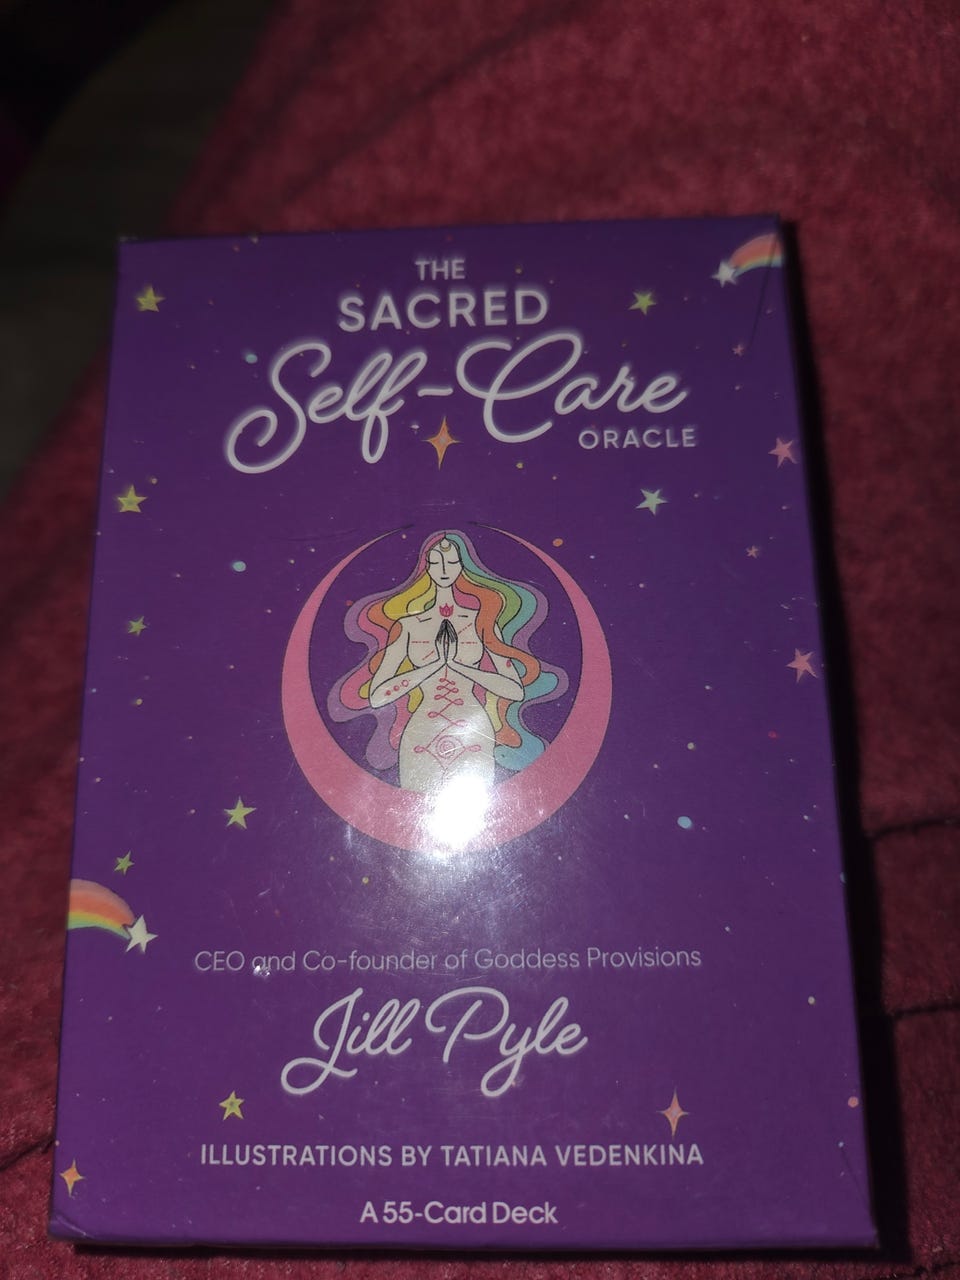 THE
SACRED
Self-Care
ORACLE
CEO and Co-founder of Goddess Provisions
Jill Pyle
ILLUSTRATIONS BY TATIANA VEDENKINA
A 55-Card Deck